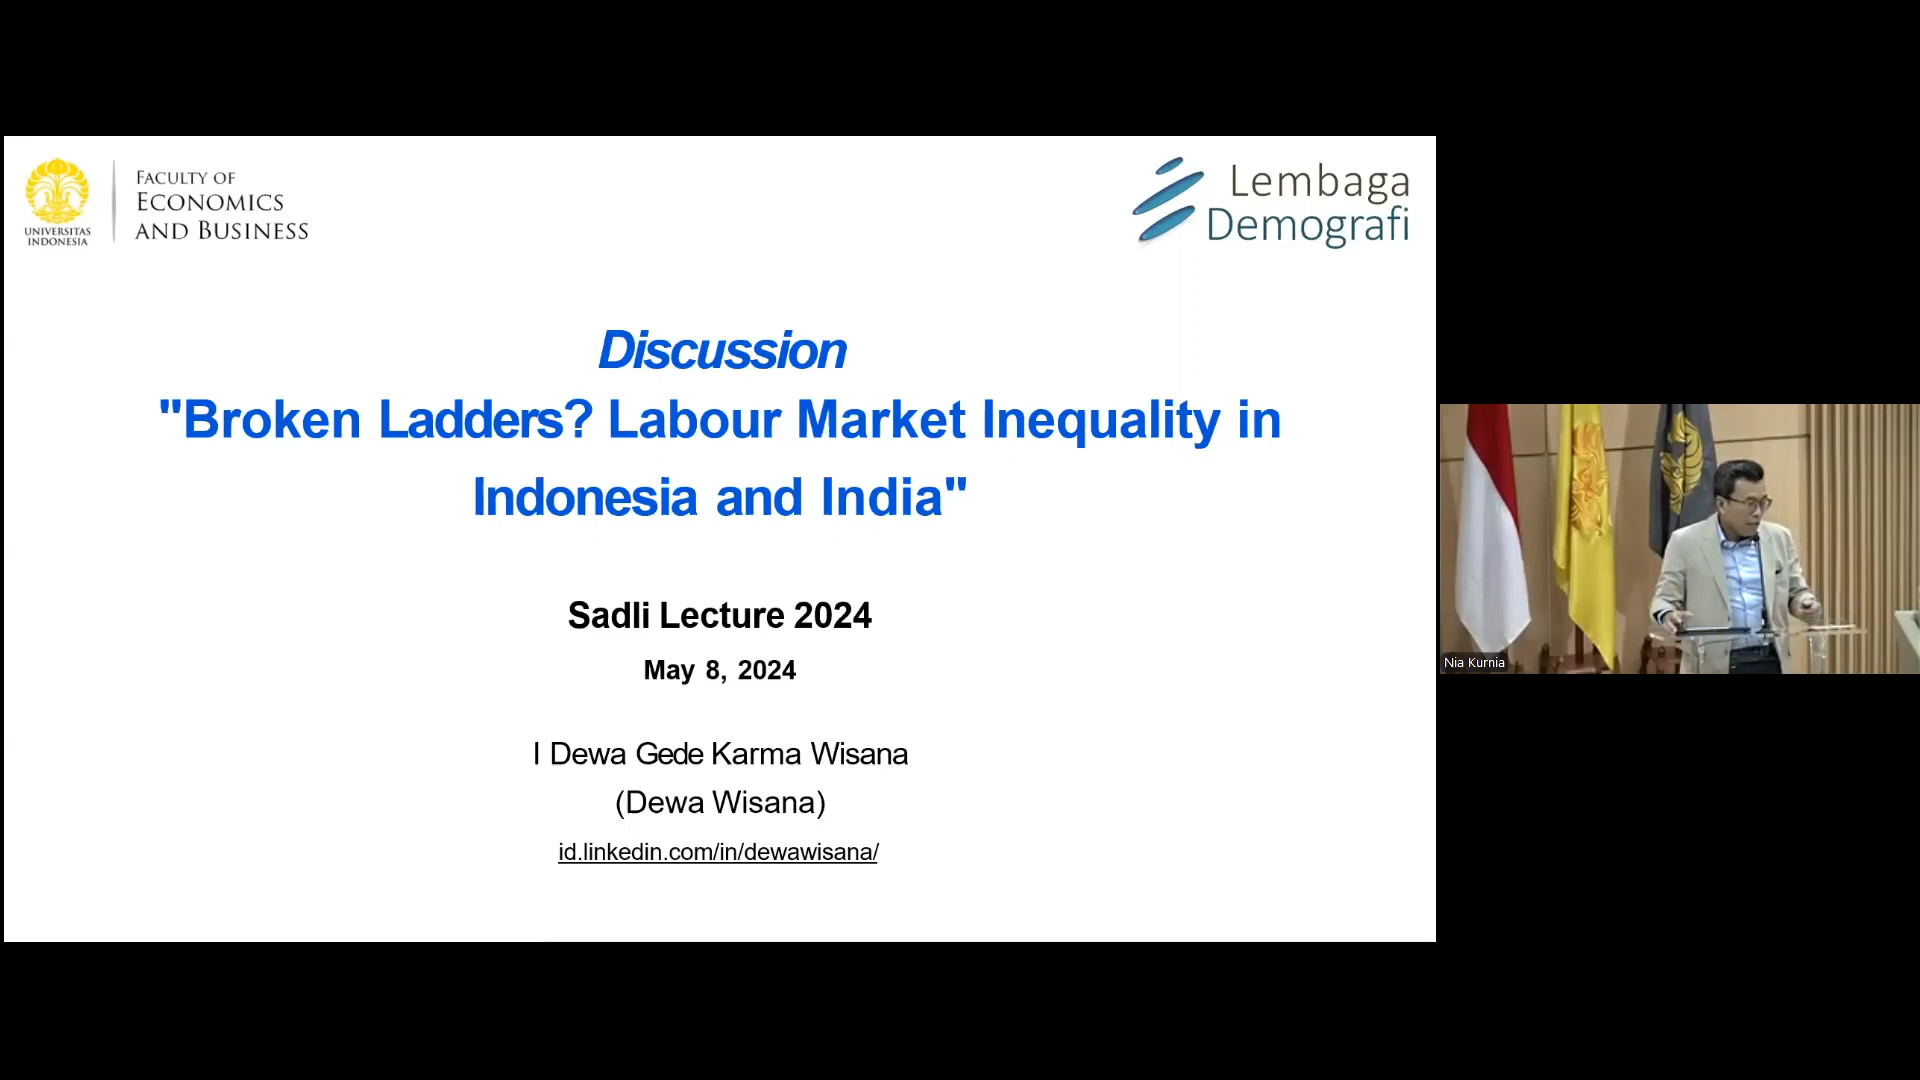 UNIVERSITAS
INDONESIA
FACULTY OF
ECONOMICS
AND BUSINESS
Lembaga
Demografi
Discussion
"Broken Ladders? Labour Market Inequality in
Indonesia and India"
Sadli Lecture 2024
May 8, 2024
I Dewa Gede Karma Wisana
(Dewa Wisana)
id.linkedin.com/in/dewawisana/
Nia Kurnia